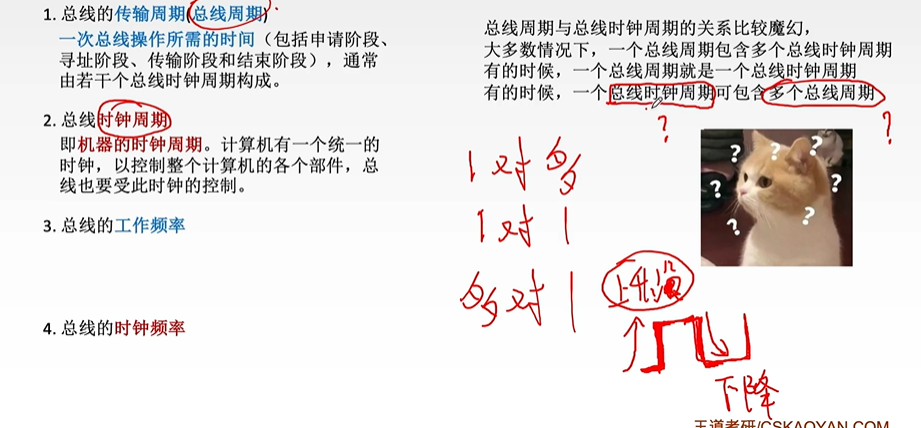 1. 总线的传输周期(总线周期)
一次总线操作所需的时间（包括申请阶段、
寻址阶段、传输阶段和结束阶段），通常
由若干个总线时钟周期构成。
2. 总线时钟周期
即机器的时钟周期。计算机有一个统一的
时钟，以控制整个计算机的各个部件，总
线也要受此时钟的控制。
3. 总线的工作频率
4. 总线的时钟频率
总线周期与总线时钟周期的关系比较魔幻，
大多数情况下，一个总线周期包含多个总线时钟周期
有的时候，一个总线周期就是一个总线时钟周期
有的时候，一个总线时钟周期可包含多个总线周期
? ?
1对多
1对1
多对1
? ? ? ? ? ? ?
上升沿
下降
王道考研/CSKAOYAN.COM